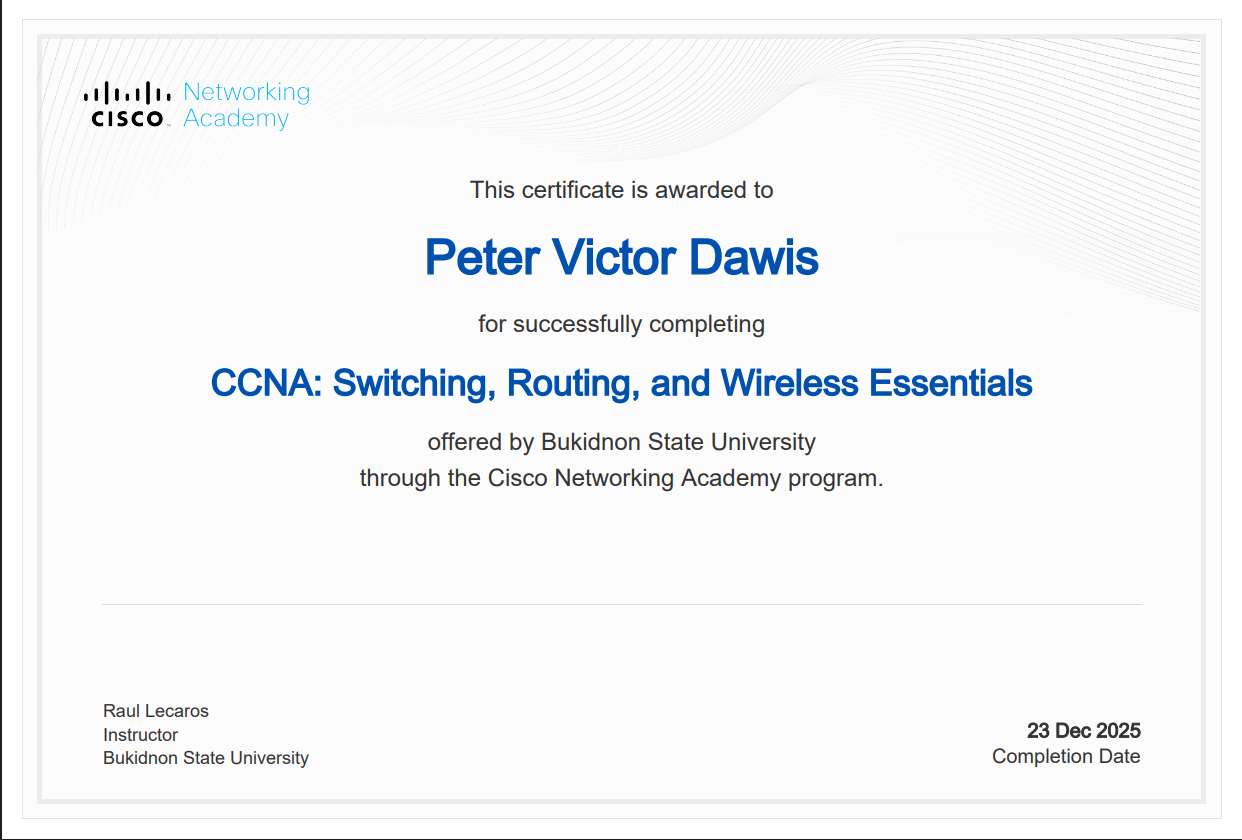 Networking
CISCO Academy
This certificate is awarded to
Peter Victor Dawis
for successfully completing
CCNA: Switching, Routing, and Wireless Essentials
offered by Bukidnon State University
through the Cisco Networking Academy program.
Raul Lecaros
Instructor
Bukidnon State University
23 Dec 2025
Completion Date